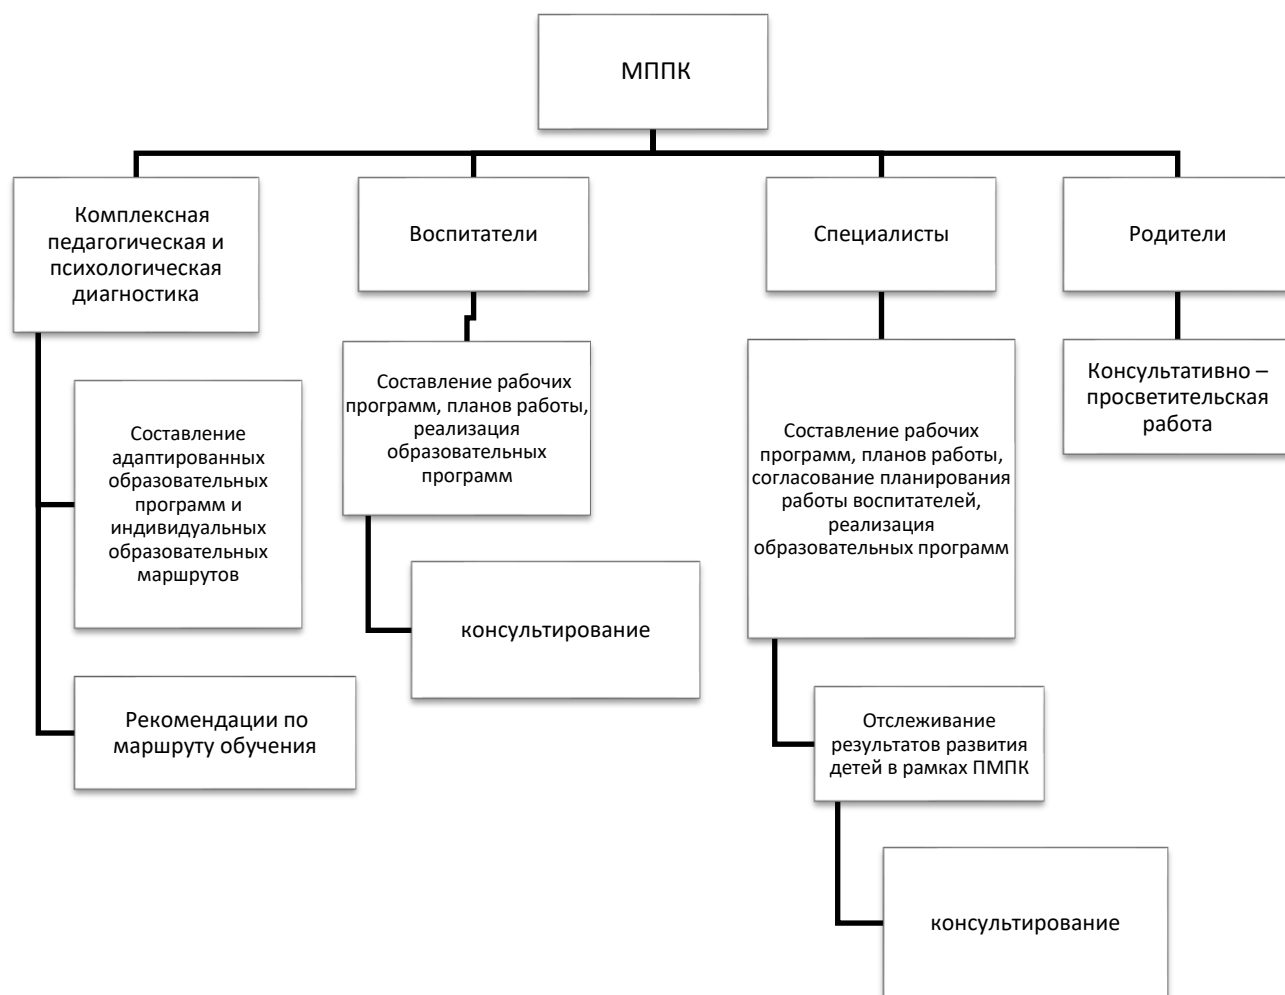 МППК
Комплексная
педагогическая и
психологическая
диагностика
Воспитатели
Специалисты
Родители
Составление
адаптированных
образовательных
программ и
индивидуальных
образовательных
маршрутов
Рекомендации по
маршруту обучения
Составление рабочих
программ, планов работы,
реализация
образовательных
программ
консультирование
Составление рабочих
программ, планов работы,
согласование планирования
работы воспитателей,
реализация
образовательных программ
Отслеживание
результатов развития
детей в рамках ПМПК
консультирование
Консультативно –
просветительская
работа